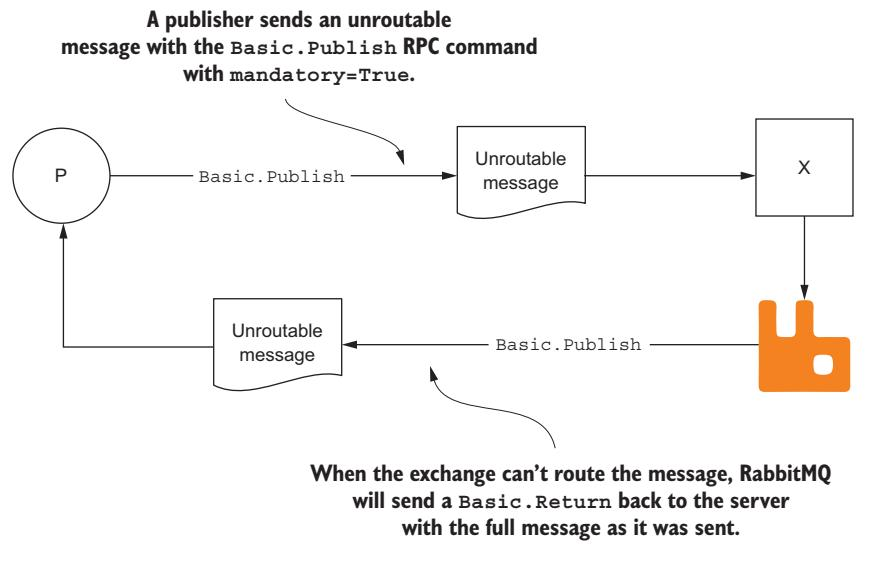 A publisher sends an unroutable
message with the Basic.Publish RPC command
with mandatory=True.
P
Basic.Publish
Unroutable
message
X
Unroutable
message
Basic.Publish
When the exchange can’t route the message, RabbitMQ
will send a Basic.Return back to the server
with the full message as it was sent.